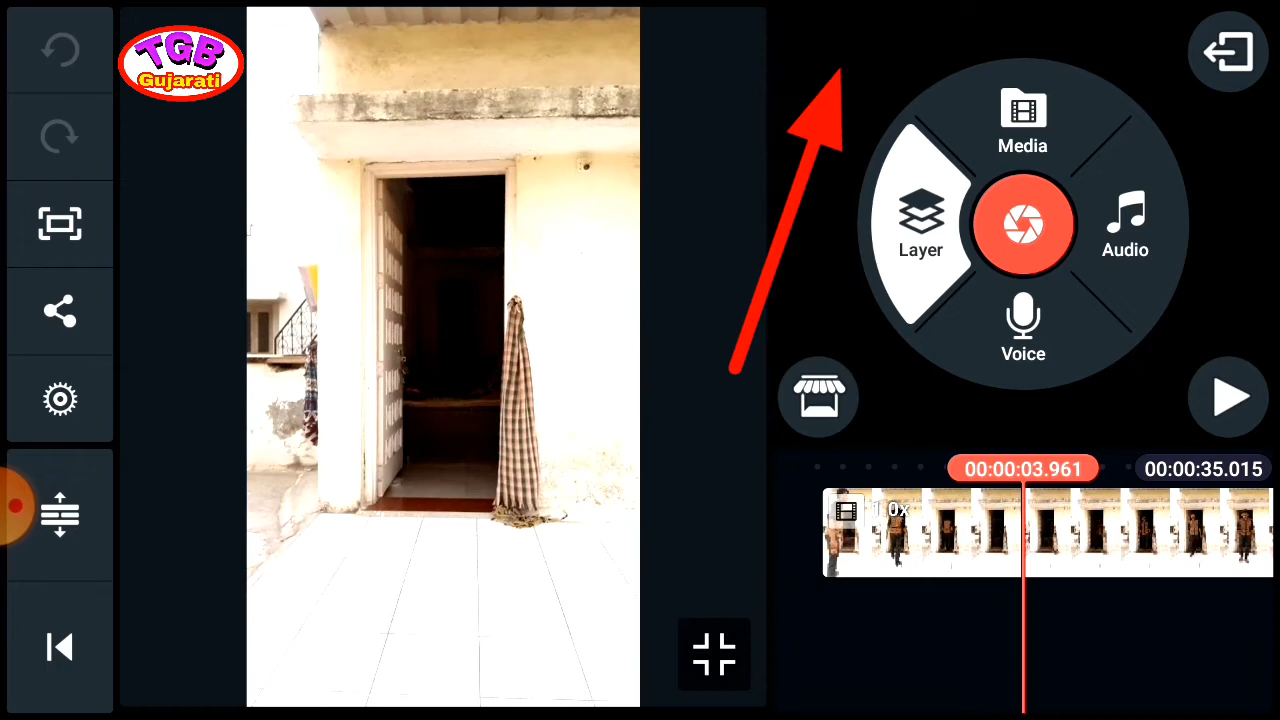 TGB
Gujarati
Media
Layer
Audio
Voice
00:00:03.961
00:00:35.015
1.0x